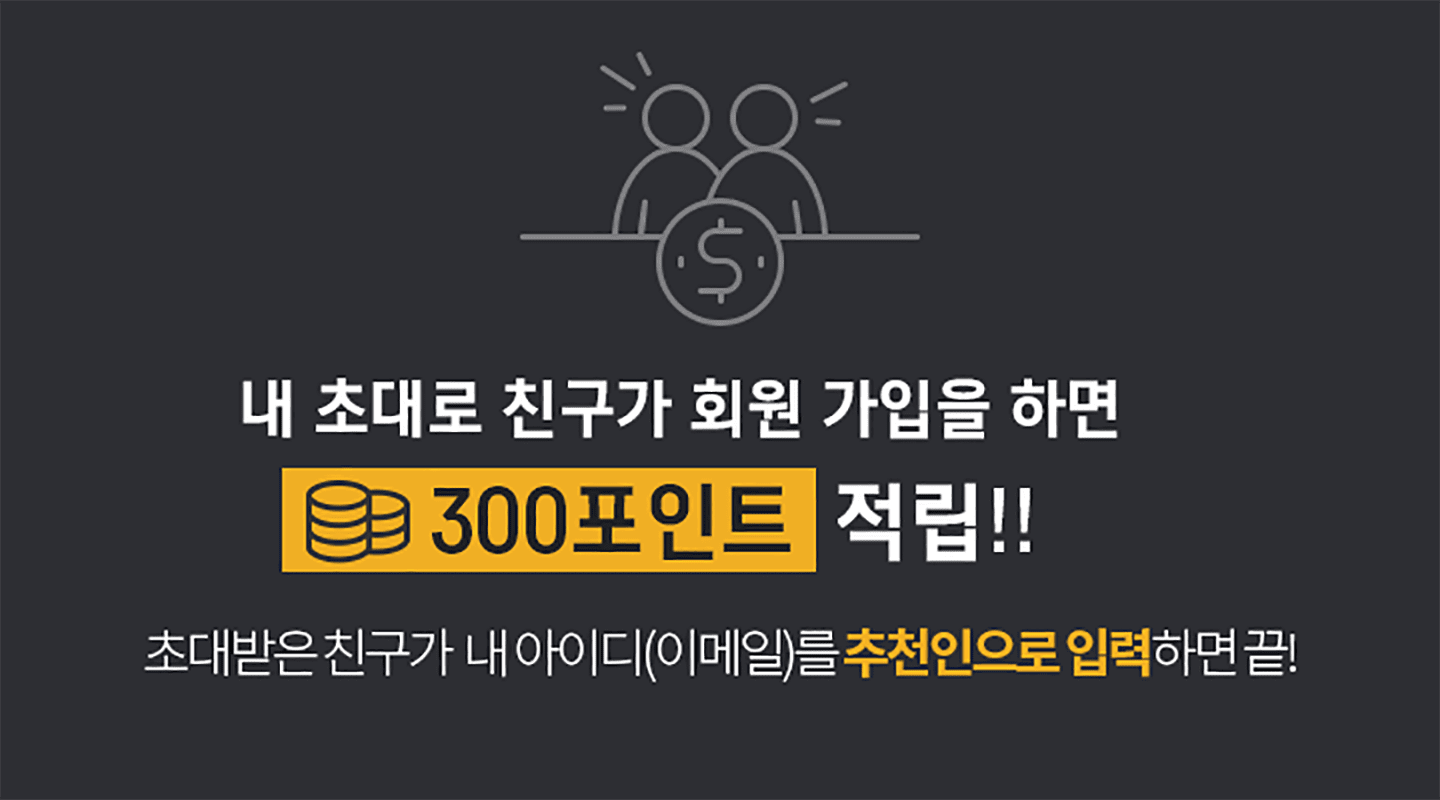 내 초대로 친구가 회원 가입을 하면
300포인트 적립!!
초대받은 친구가 내 아이디(이메일)를 추천인으로 입력하면 끝!